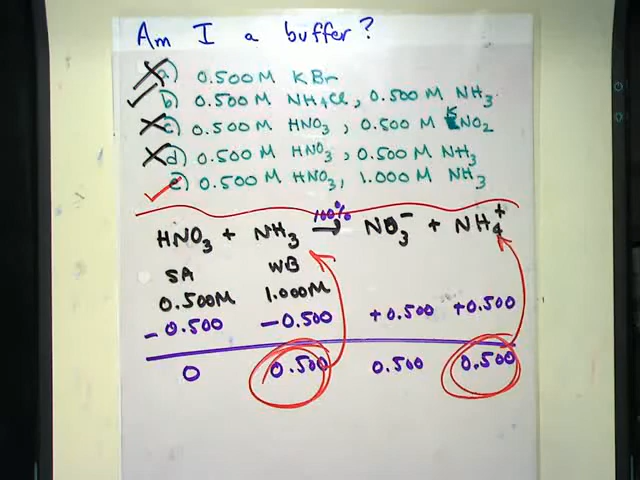 Am I a buffer?
a) 0.500 M KBr
b) 0.500 M NH4Cl, 0.500 M NH3
c) 0.500 M HNO3, 0.500 M KNO2
d) 0.500 M HNO3, 0.500 M NH3
e) 0.500 M HNO3, 1.000 M NH3
100%
HNO3 + NH3 → NO3⁻ + NH4⁺
SA WB
0.500M 1.000M
-0.500 -0.500 +0.500 +0.500
0 0.500 0.500 0.500